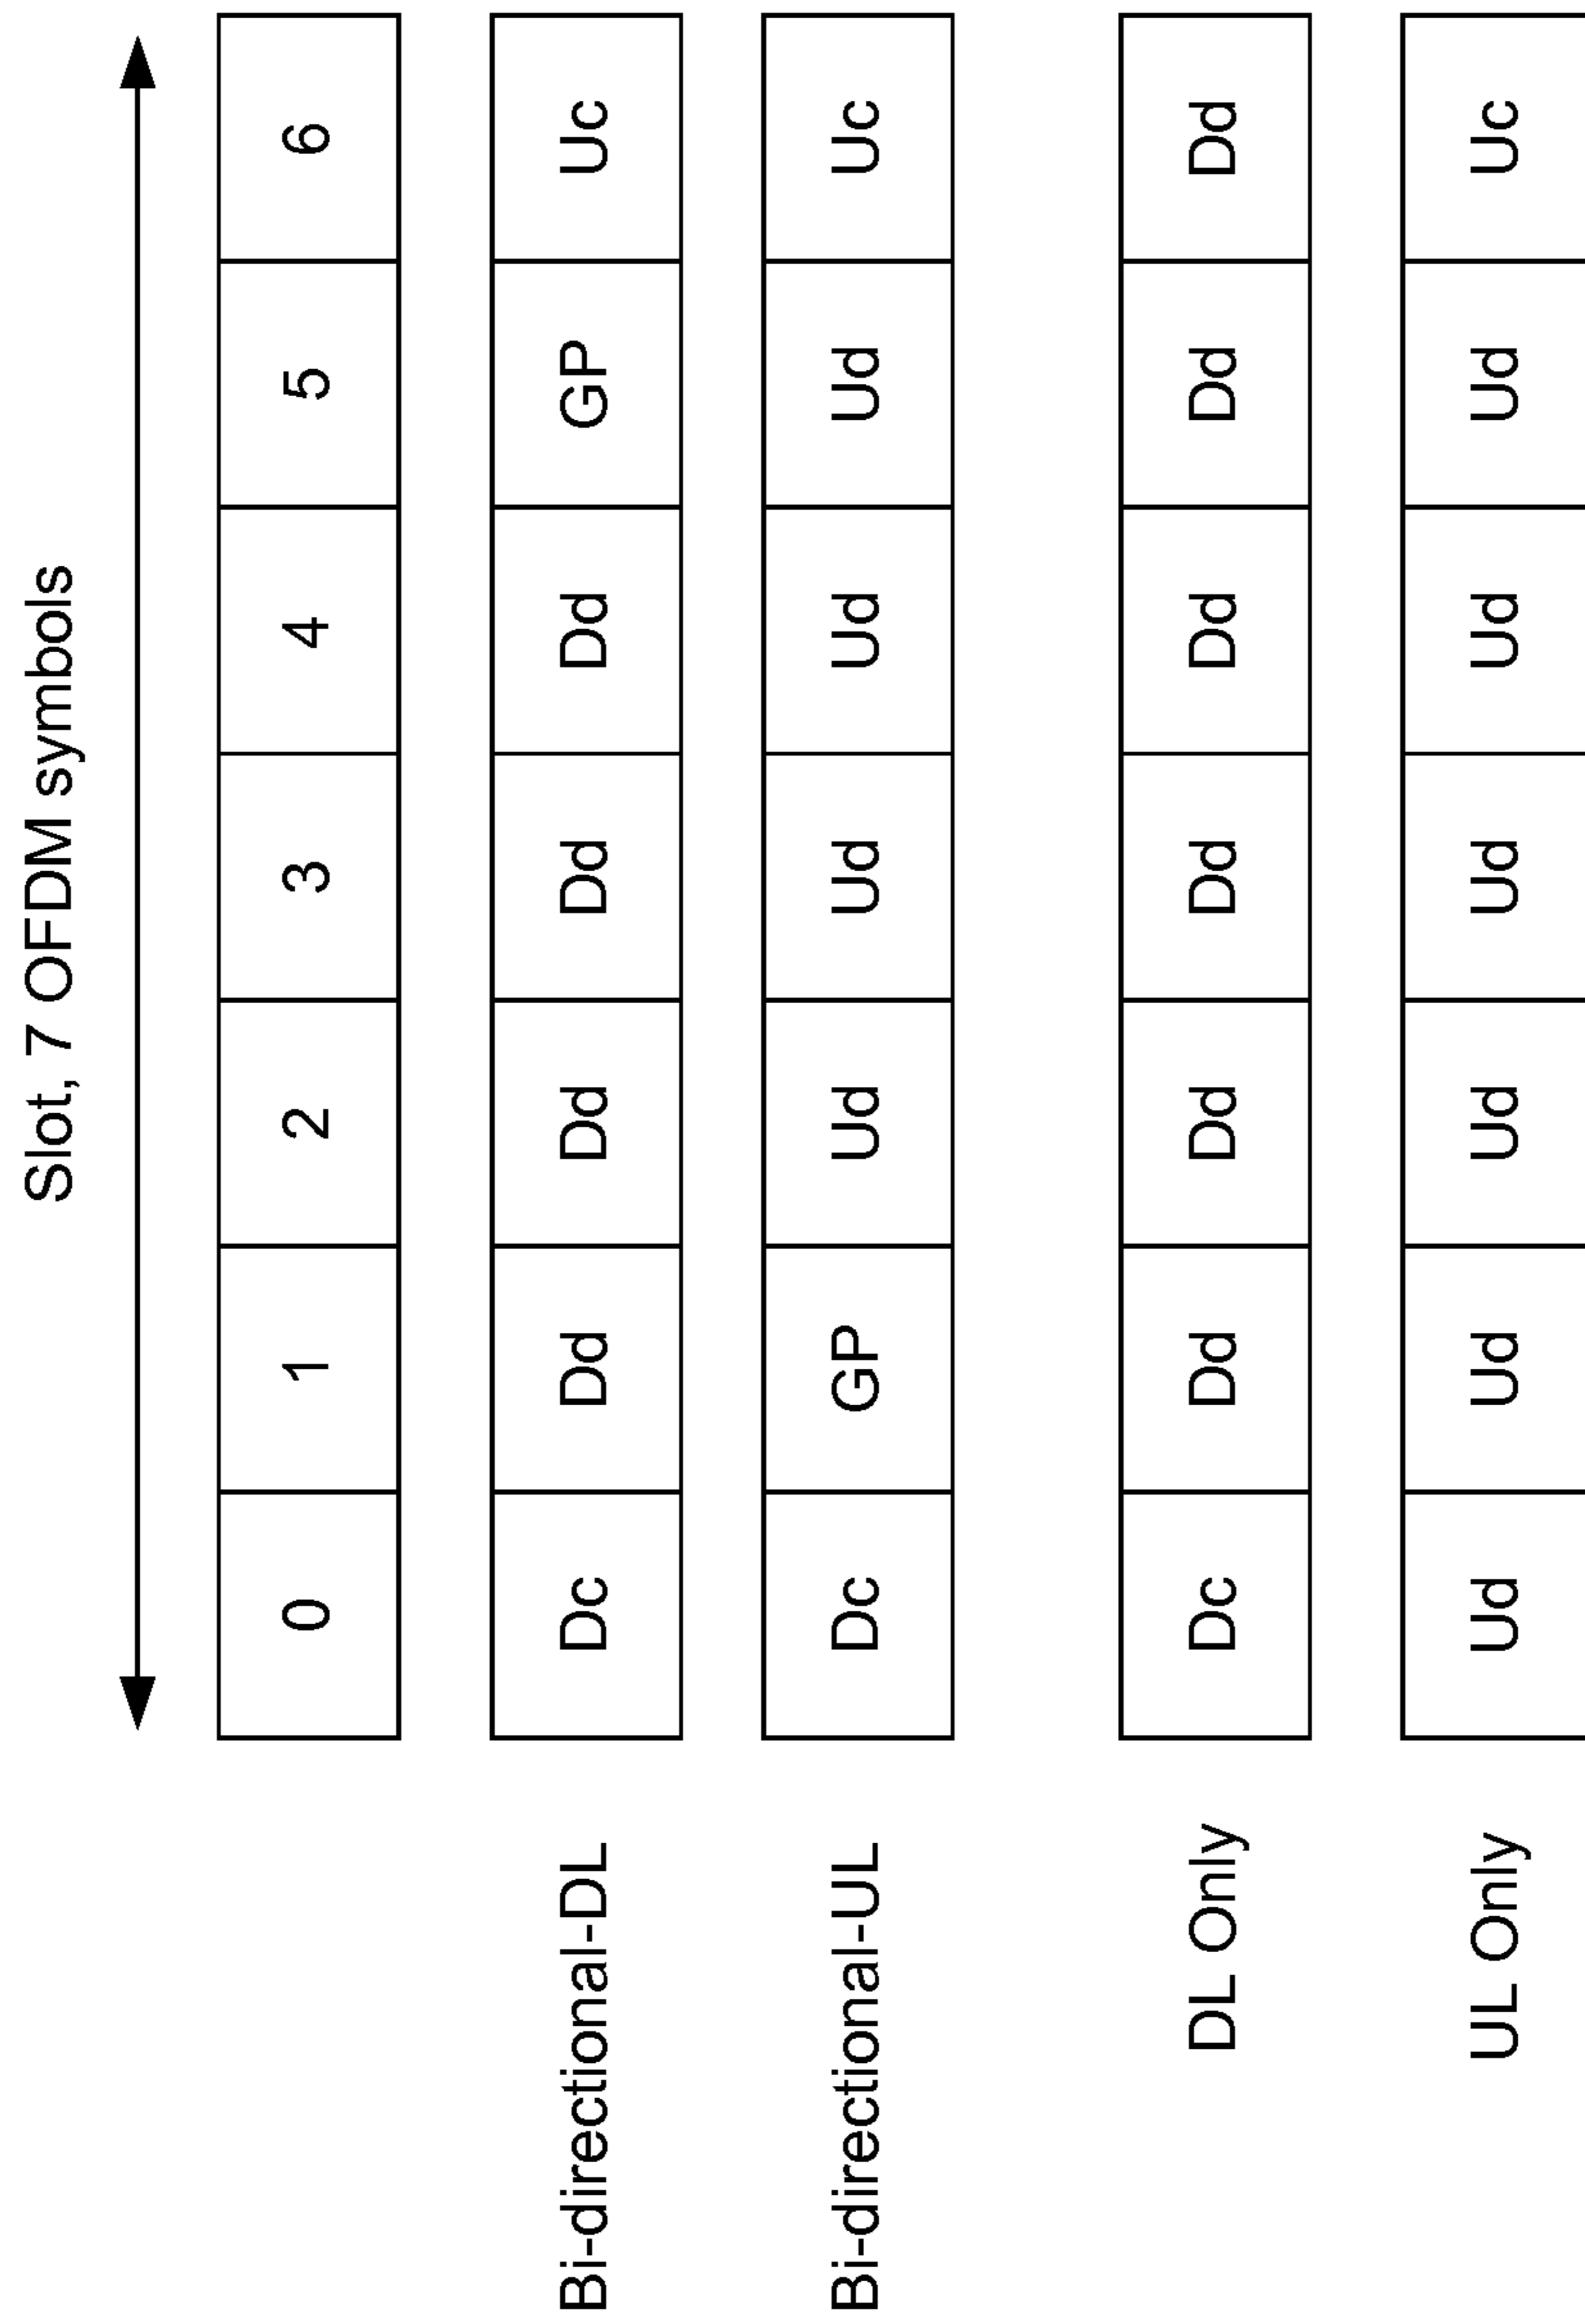 Slot, 7 OFDM symbols
0 1 2 3 4 5 6
Bi-directional-DL Dc Dd Dd Dd Dd GP Uc
Bi-directional-UL Dc GP Ud Ud Ud Ud Uc
DL Only Dc Dd Dd Dd Dd Dd Dd
UL Only Ud Ud Ud Ud Ud Ud Uc